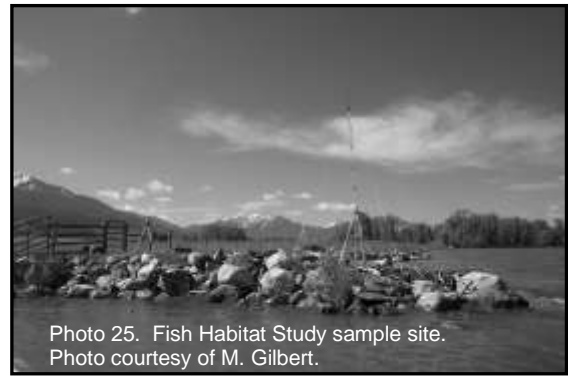 Photo 25.  Fish Habitat Study sample site.
Photo courtesy of M. Gilbert.